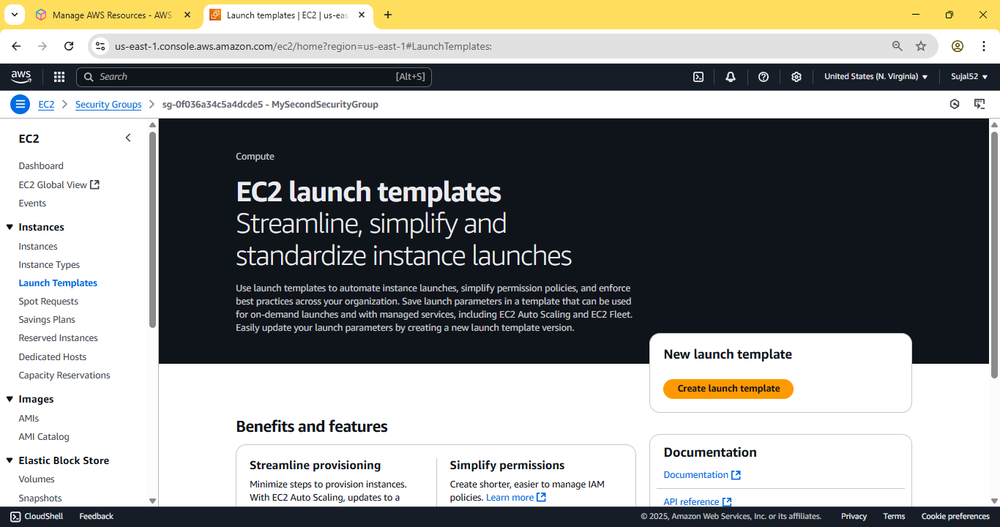 Manage AWS Resources - AWS
Launch templates | EC2 | us-eas
us-east-1.console.aws.amazon.com/ec2/home?region=us-east-1#LaunchTemplates:
aws
Search
[Alt+S]
United States (N. Virginia)
Sujal52
EC2
Security Groups
sg-0f036a34c5a4dcde5 - MySecondSecurityGroup
EC2
Dashboard
EC2 Global View
Events
Instances
Instances
Instance Types
Launch Templates
Spot Requests
Savings Plans
Reserved Instances
Dedicated Hosts
Capacity Reservations
Images
AMIs
AMI Catalog
Elastic Block Store
Volumes
Snapshots
Compute
EC2 launch templates
Streamline, simplify and
standardize instance launches
Use launch templates to automate instance launches, simplify permission policies, and enforce
best practices across your organization. Save launch parameters in a template that can be used
for on-demand launches and with managed services, including EC2 Auto Scaling and EC2 Fleet.
Easily update your launch parameters by creating a new launch template version.
New launch template
Create launch template
Benefits and features
Streamline provisioning
Minimize steps to provision instances.
With EC2 Auto Scaling, updates to a
Simplify permissions
Create shorter, easier to manage IAM
policies. Learn more
Documentation
Documentation
API reference
CloudShell
Feedback
© 2025, Amazon Web Services, Inc. or its affiliates.
Privacy
Terms
Cookie preferences